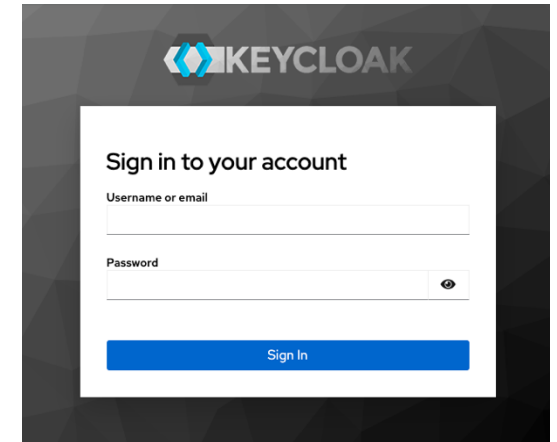 KEYCLOAK
Sign in to your account
Username or email
Password
Sign In